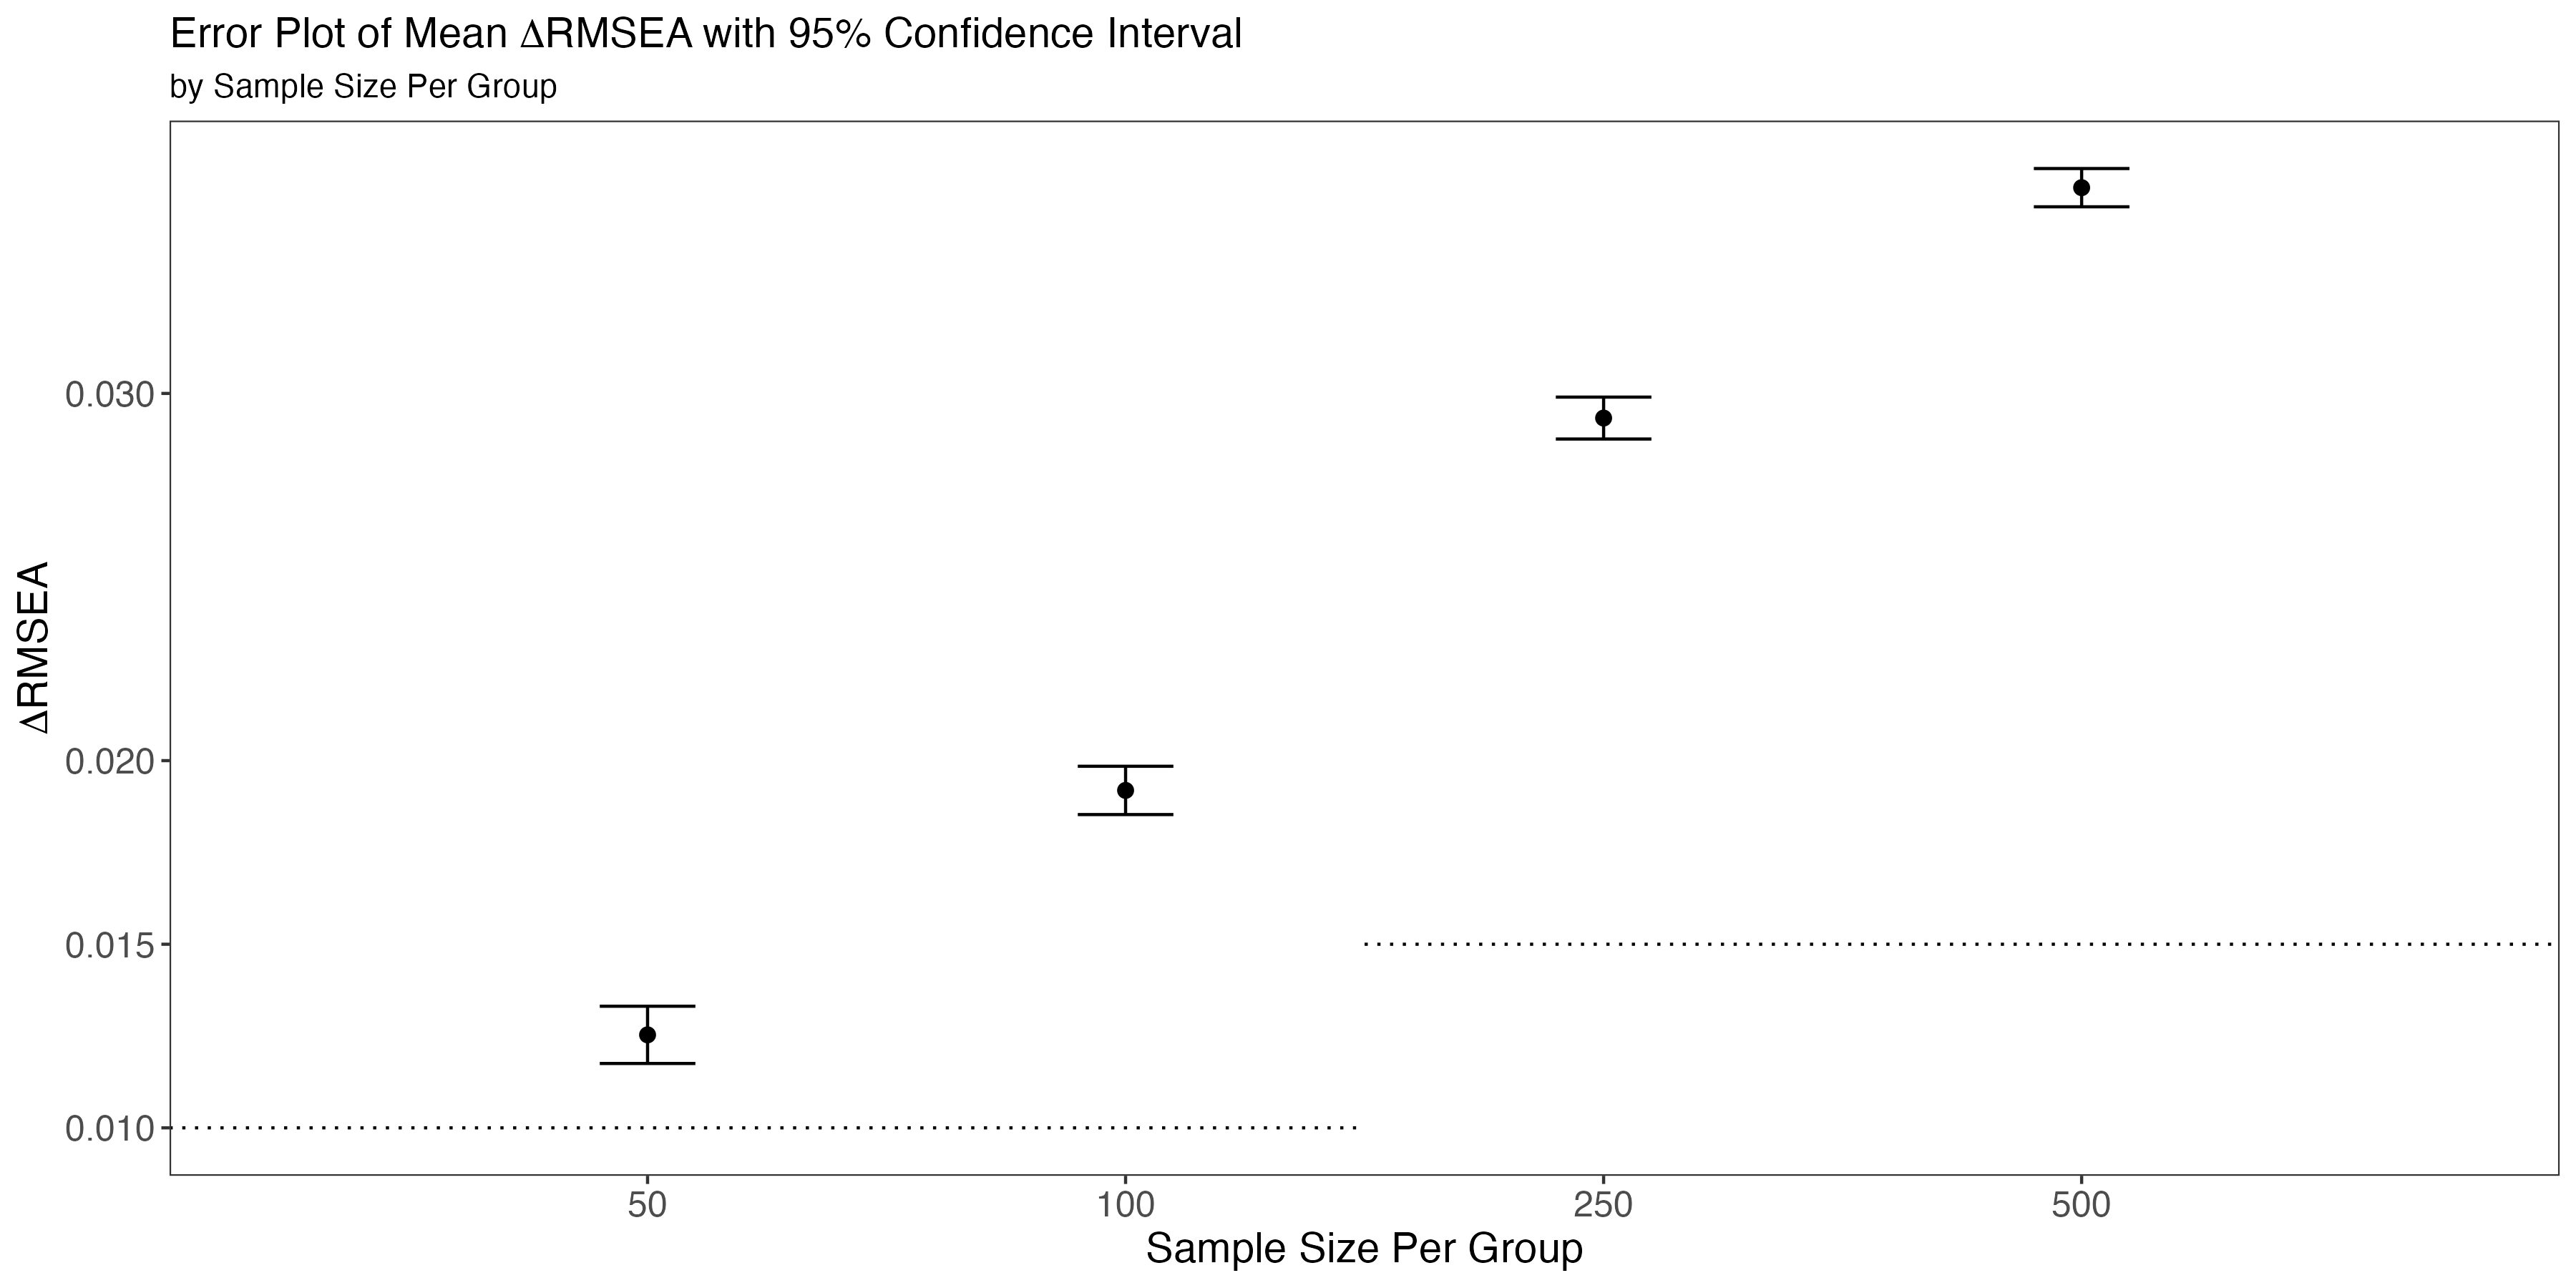 Error Plot of Mean ΔRMSEA with 95% Confidence Interval
by Sample Size Per Group
ΔRMSEA
0.030
0.020
0.015
0.010
50 100 250 500
Sample Size Per Group